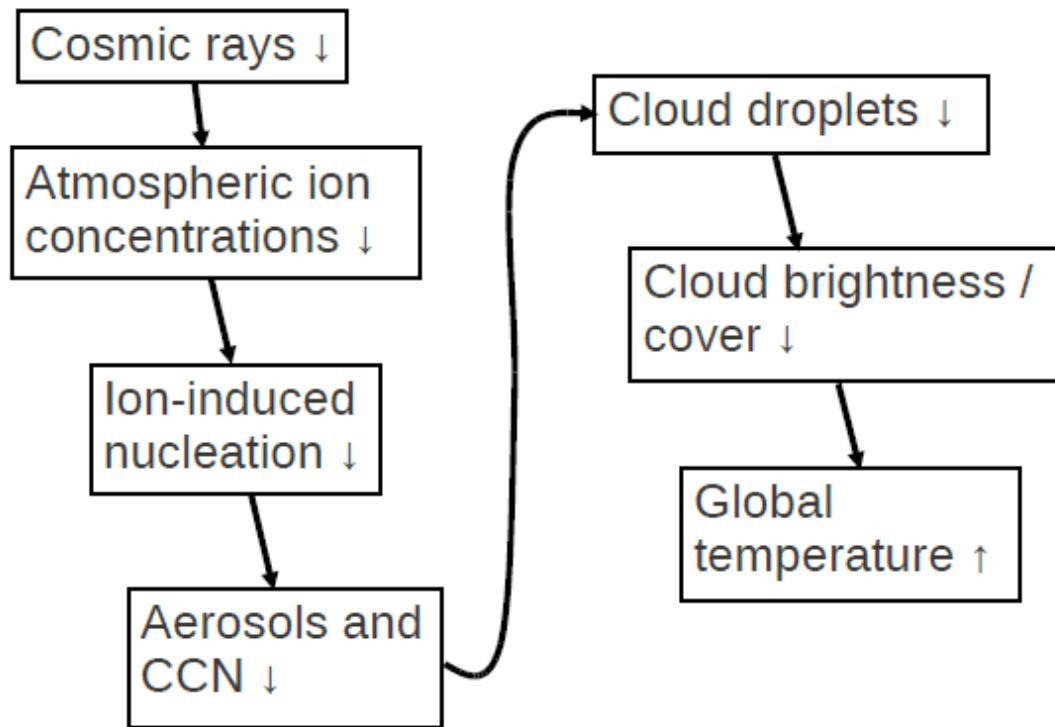 Cosmic rays ↓
Atmospheric ion
concentrations ↓
Ion-induced
nucleation ↓
Aerosols and
CCN ↓
Cloud droplets ↓
Cloud brightness /
cover ↓
Global
temperature ↑